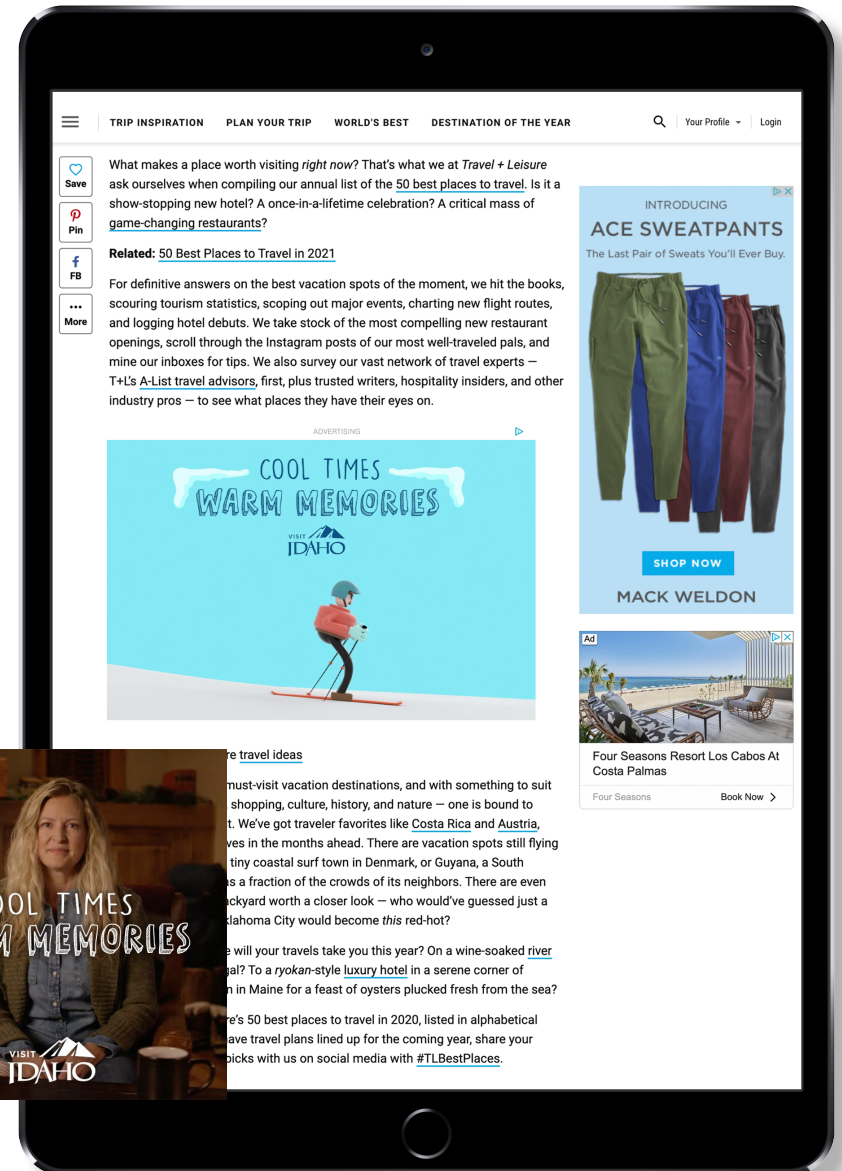 TRIP INSPIRATION PLAN YOUR TRIP WORLD'S BEST DESTINATION OF THE YEAR Your Profile Login
Save
Pin
FB
More
What makes a place worth visiting right now? That's what we at Travel + Leisure
ask ourselves when compiling our annual list of the 50 best places to travel. Is it a
show-stopping new hotel? A once-in-a-lifetime celebration? A critical mass of
game-changing restaurants?
Related: 50 Best Places to Travel in 2021
For definitive answers on the best vacation spots of the moment, we hit the books,
scouring tourism statistics, scoping out major events, charting new flight routes,
and logging hotel debuts. We take stock of the most compelling new restaurant
openings, scroll through the Instagram posts of our most well-traveled pals, and
mine our inboxes for tips. We also survey our vast network of travel experts —
T+L's A-List travel advisors, first, plus trusted writers, hospitality insiders, and other
industry pros — to see what places they have their eyes on.
ADVERTISING
COOL TIMES
WARM MEMORIES
VISIT
IDAHO
re travel ideas
must-visit vacation destinations, and with something to suit
shopping, culture, history, and nature — one is bound to
t. We've got traveler favorites like Costa Rica and Austria,
ves in the months ahead. There are vacation spots still flying
tiny coastal surf town in Denmark, or Guyana, a South
as a fraction of the crowds of its neighbors. There are even
ckyard worth a closer look — who would've guessed just a
klahoma City would become this red-hot?
e will your travels take you this year? On a wine-soaked river
gal? To a ryokan-style luxury hotel in a serene corner of
n in Maine for a feast of oysters plucked fresh from the sea?
re's 50 best places to travel in 2020, listed in alphabetical
ave travel plans lined up for the coming year, share your
picks with us on social media with #TLBestPlaces.
OOL TIMES
M MEMORIES
VISIT
IDAHO
INTRODUCING
ACE SWEATPANTS
The Last Pair of Sweats You'll Ever Buy.
SHOP NOW
MACK WELDON
Ad
Four Seasons Resort Los Cabos At
Costa Palmas
Four Seasons Book Now